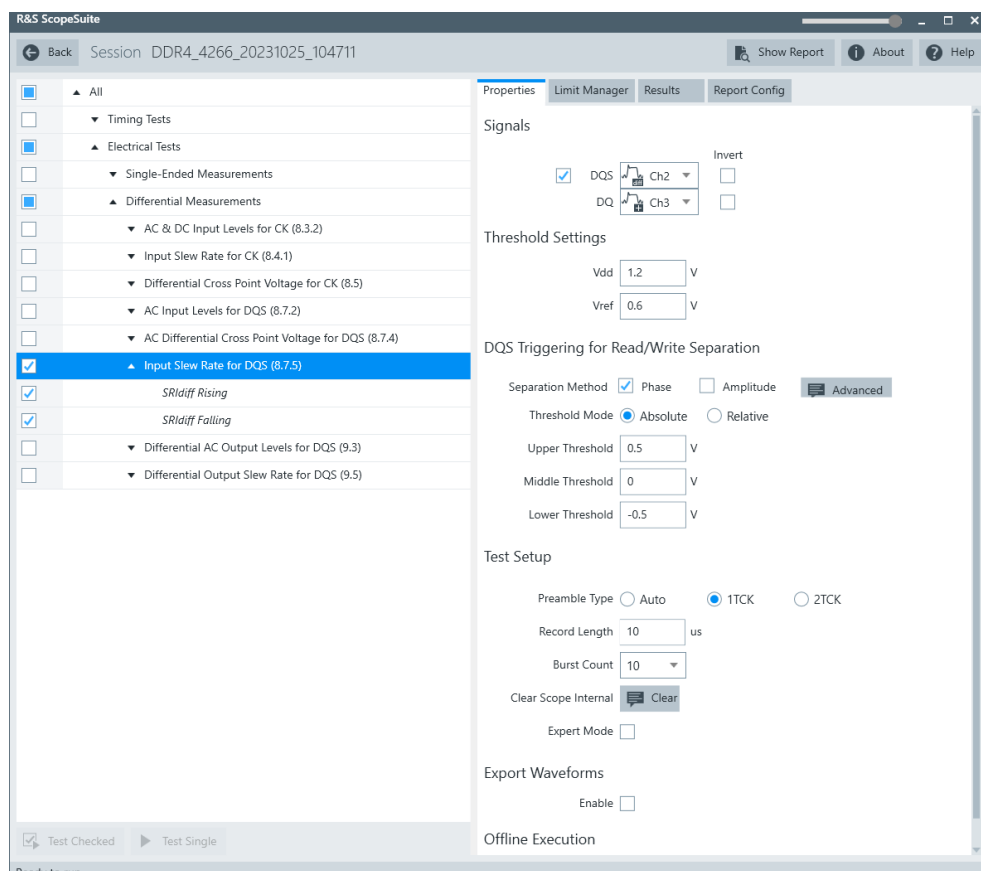 R&S ScopeSuite
Back Session DDR4_4266_20231025_104711 Show Report About Help
All
Timing Tests
Electrical Tests
Single-Ended Measurements
Differential Measurements
AC & DC Input Levels for CK (8.3.2)
Input Slew Rate for CK (8.4.1)
Differential Cross Point Voltage for CK (8.5)
AC Input Levels for DQS (8.7.2)
AC Differential Cross Point Voltage for DQS (8.7.4)
Input Slew Rate for DQS (8.7.5)
SRIdiff Rising
SRIdiff Falling
Differential AC Output Levels for DQS (9.3)
Differential Output Slew Rate for DQS (9.5)
Test Checked Test Single
Properties Limit Manager Results Report Config
Signals
Invert
DQS Ch2
DQ Ch3
Threshold Settings
Vdd 1.2 V
Vref 0.6 V
DQS Triggering for Read/Write Separation
Separation Method Phase Amplitude Advanced
Threshold Mode Absolute Relative
Upper Threshold 0.5 V
Middle Threshold 0 V
Lower Threshold -0.5 V
Test Setup
Preamble Type Auto 1TCK 2TCK
Record Length 10 us
Burst Count 10
Clear Scope Internal Clear
Expert Mode
Export Waveforms
Enable
Offline Execution